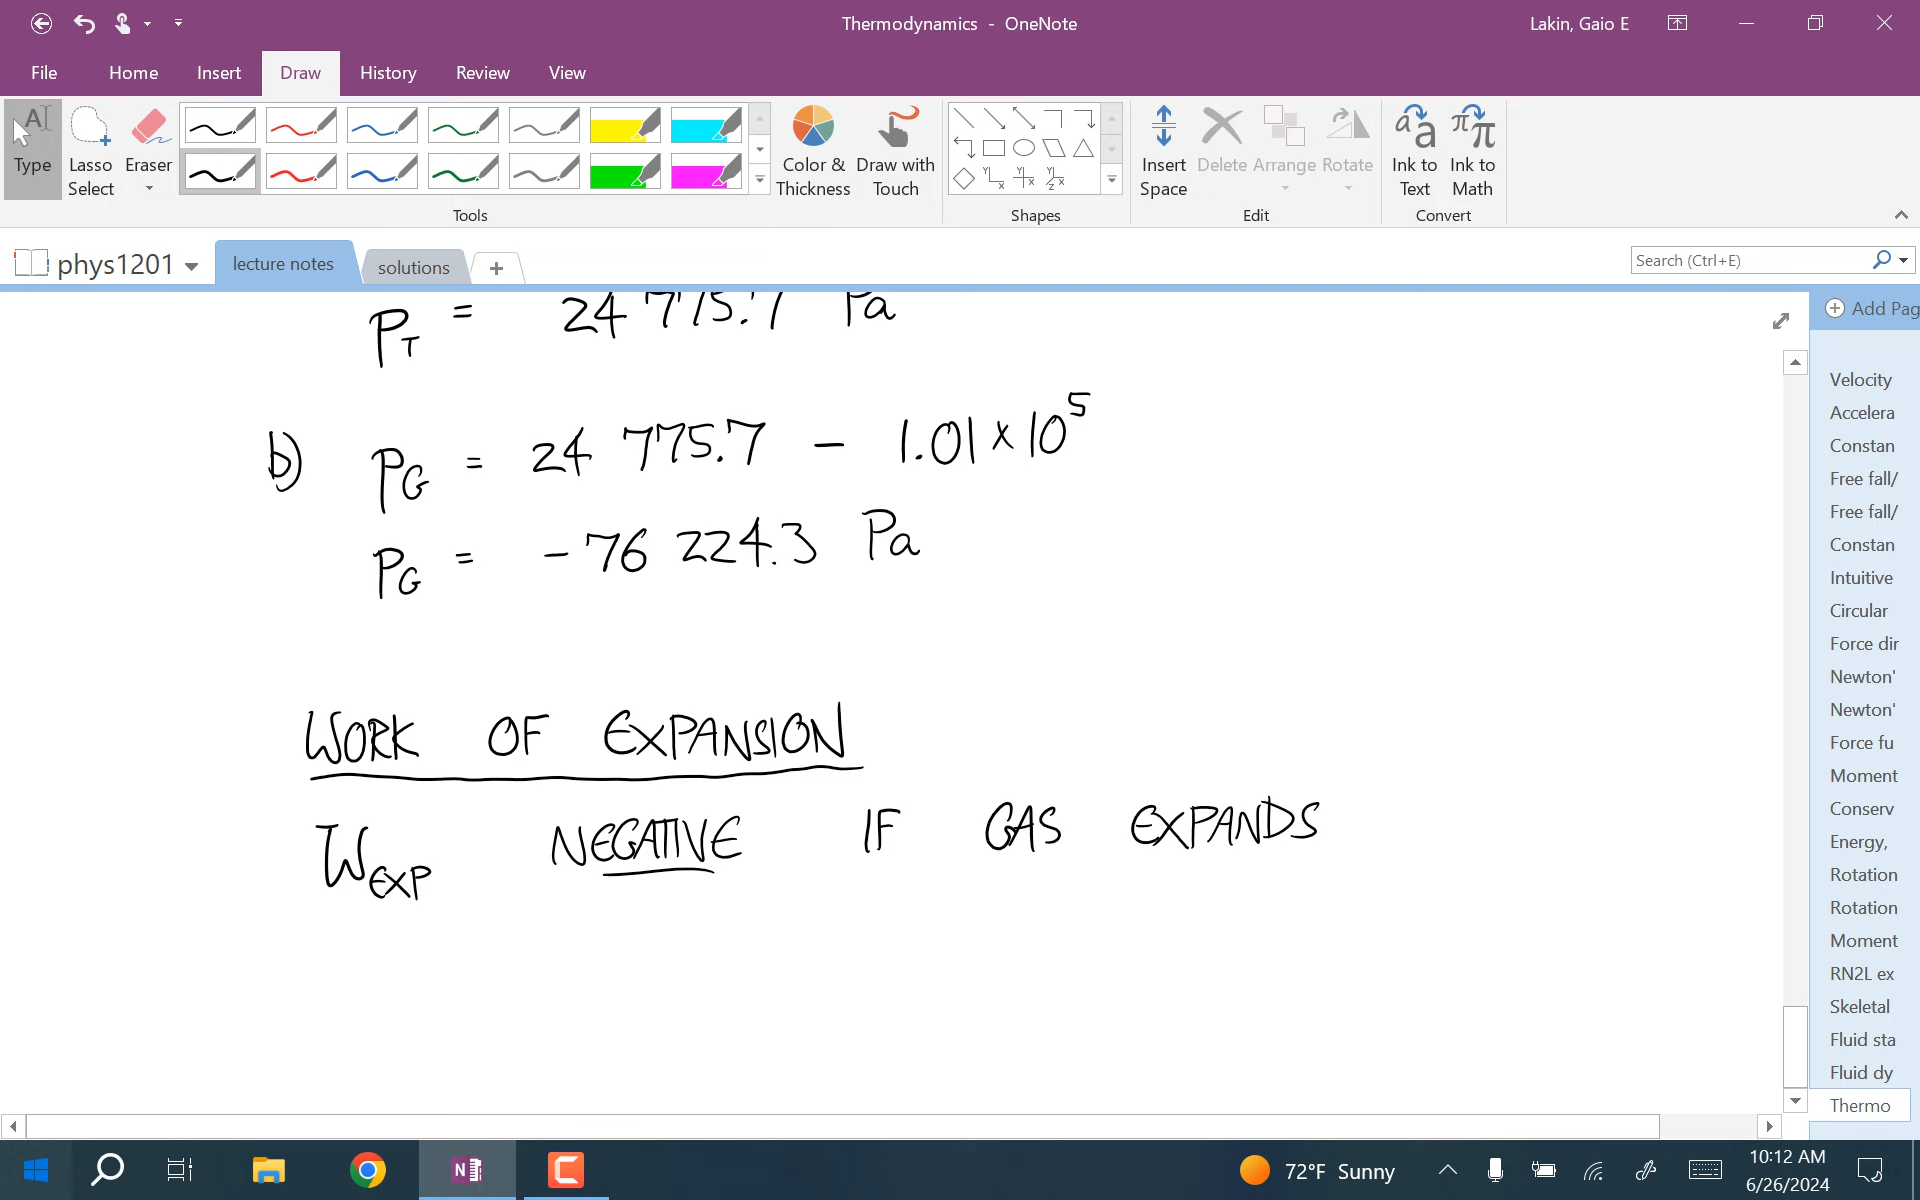 Thermodynamics - OneNote
Lakin, Gaio E
File Home Insert Draw History Review View
Type
Lasso Select
Eraser
Color & Thickness
Draw with Touch
Insert Space
Delete
Arrange
Rotate
Ink to Text
Ink to Math
Tools
Shapes
Edit
Convert
phys1201
lecture notes
solutions
Search (Ctrl+E)
Add Pag
P_T = 24 775.7 Pa
b) P_G = 24 775.7 - 1.01 x 10^5
P_G = -76 224.3 Pa
WORK OF EXPANSION
W_EXP NEGATIVE IF GAS EXPANDS
Velocity
Accelera
Constan
Free fall/
Free fall/
Constan
Intuitive
Circular
Force dir
Newton'
Newton'
Force fu
Moment
Conserv
Energy,
Rotation
Rotation
Moment
RN2L ex
Skeletal
Fluid sta
Fluid dy
Thermo
72°F Sunny
10:12 AM
6/26/2024